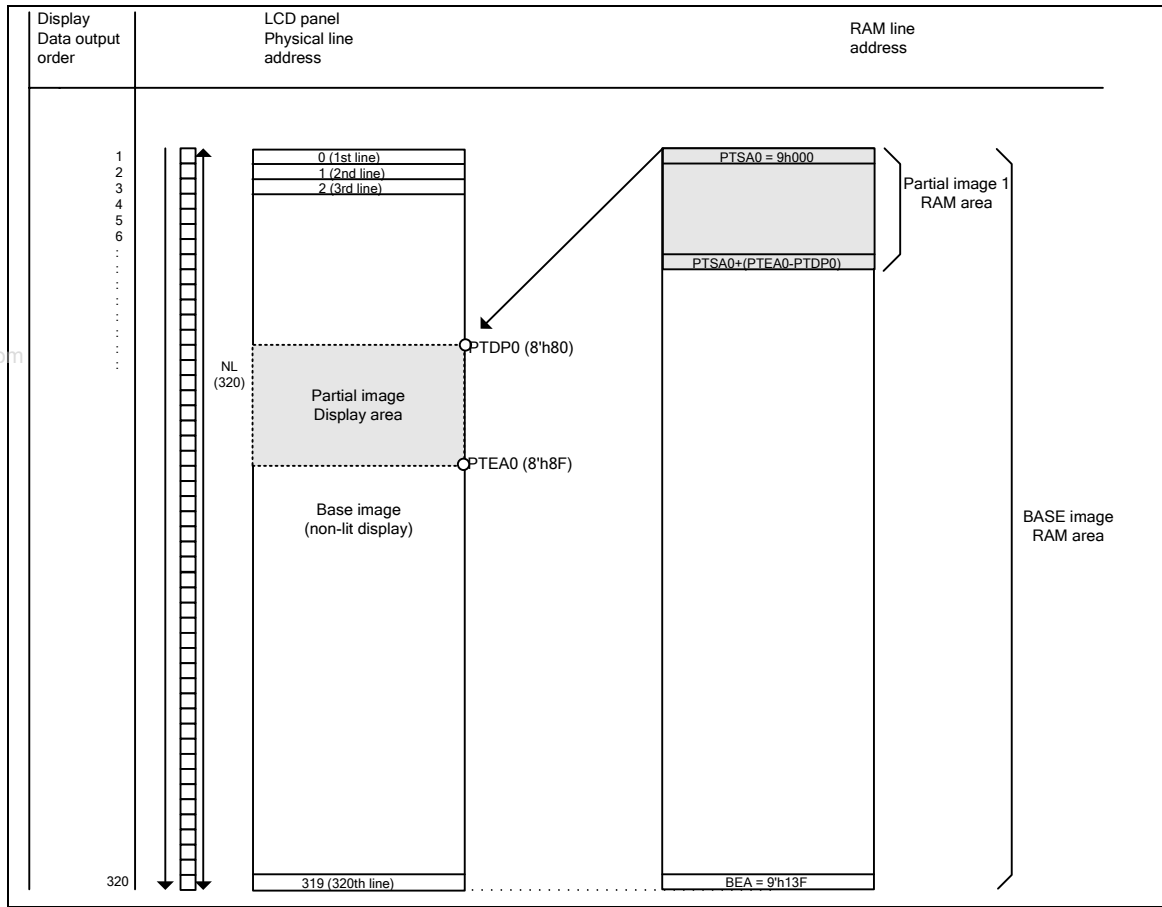 Display
Data output
order
LCD panel
Physical line
address
RAM line
address
1
2
3
4
5
6
:
:
:
:
:
:
:
:
320
NL
(320)
0 (1st line)
1 (2nd line)
2 (3rd line)
PTDP0 (8'h80)
Partial image
Display area
PTEA0 (8'h8F)
Base image
(non-lit display)
319 (320th line)
. . . . . . . . . . . . . . . . .
PTSA0 = 9h000
PTSA0+(PTEA0-PTDP0)
Partial image 1
RAM area
BASE image
RAM area
BEA = 9'h13F
om